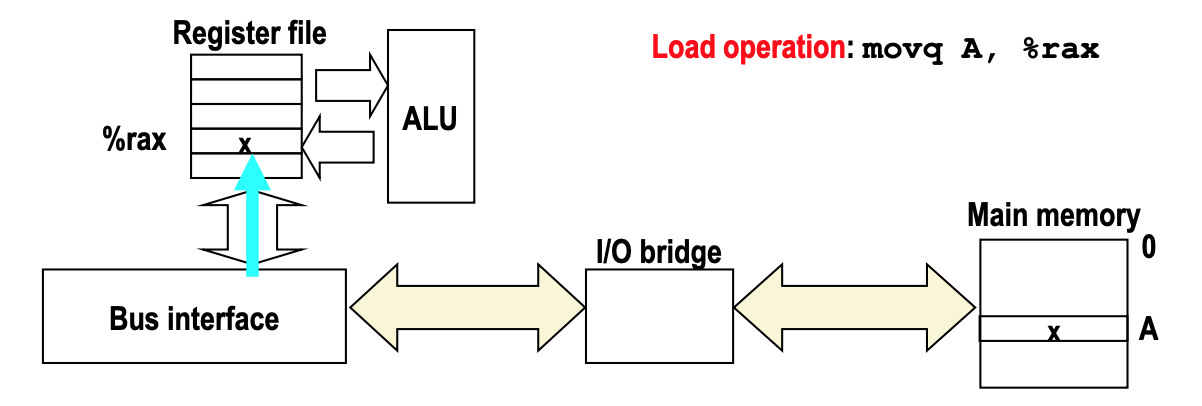 Register file
Load operation: movq A, %rax
ALU
%rax
x
Main memory
0
I/O bridge
Bus interface
x
A